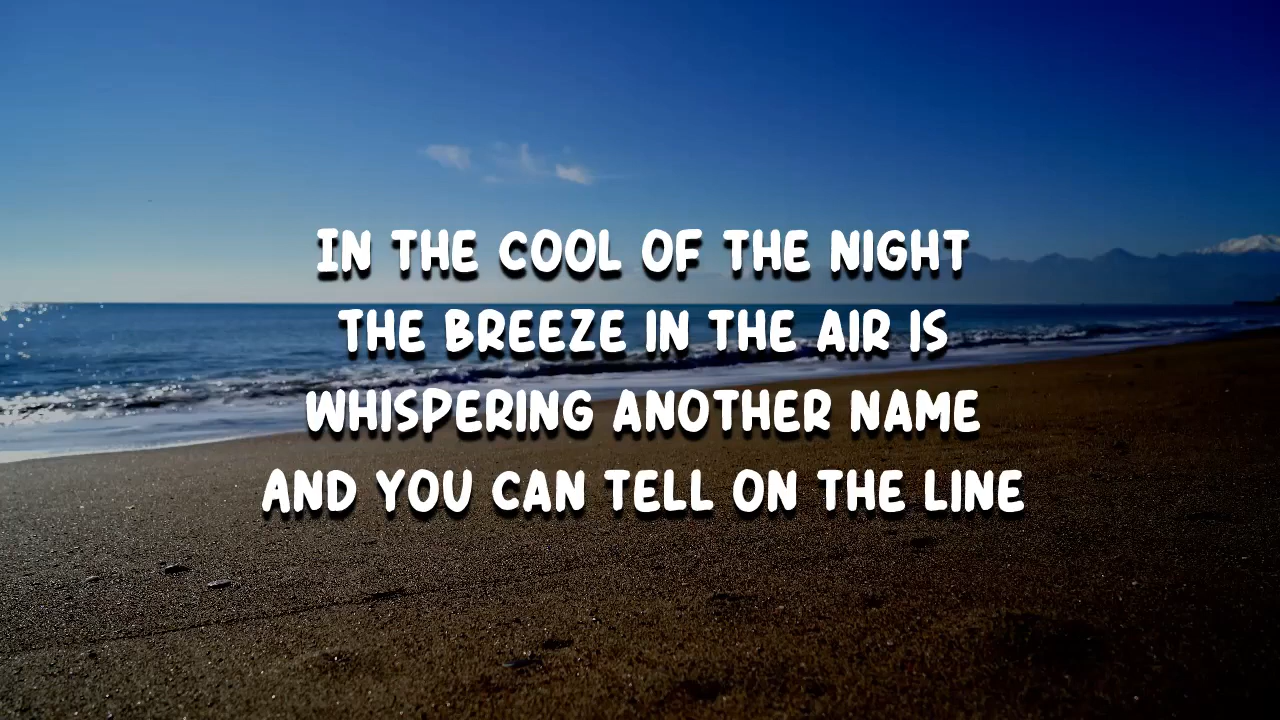 IN THE COOL OF THE NIGHT
THE BREEZE IN THE AIR IS
WHISPERING ANOTHER NAME
AND YOU CAN TELL ON THE LINE